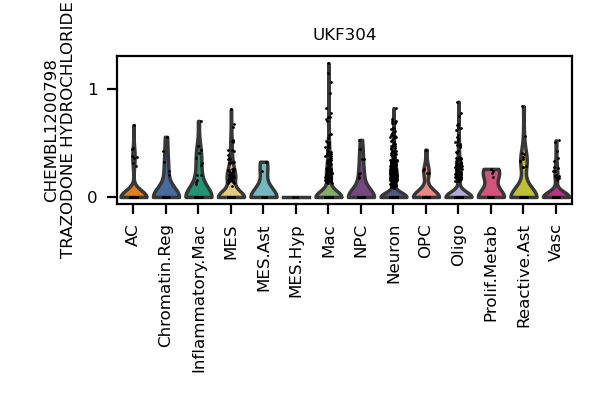 UKF304
CHEMBL1200798
TRAZODONE HYDROCHLORIDE
1
0
AC
Chromatin.Reg
Inflammatory.Mac
MES
MES.Ast
MES.Hyp
Mac
NPC
Neuron
OPC
Oligo
Prolif.Metab
Reactive.Ast
Vasc